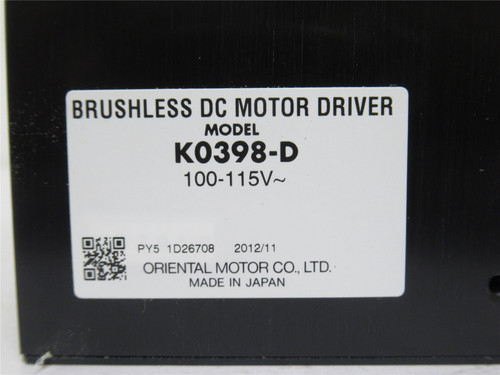 BRUSHLESS DC MOTOR DRIVER
MODEL
K0398-D
100-115V~
PY5 1D26708 2012/11
ORIENTAL MOTOR CO., LTD.
MADE IN JAPAN